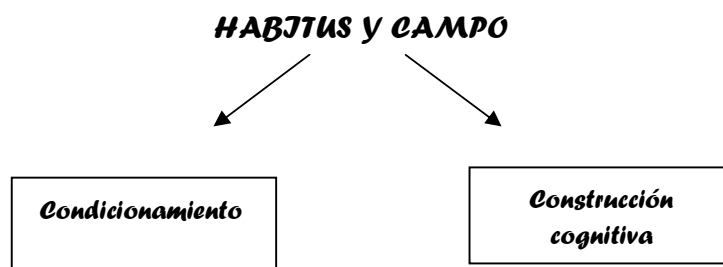 HABITUS Y CAMPO
Condicionamiento
Construcción
cognitiva